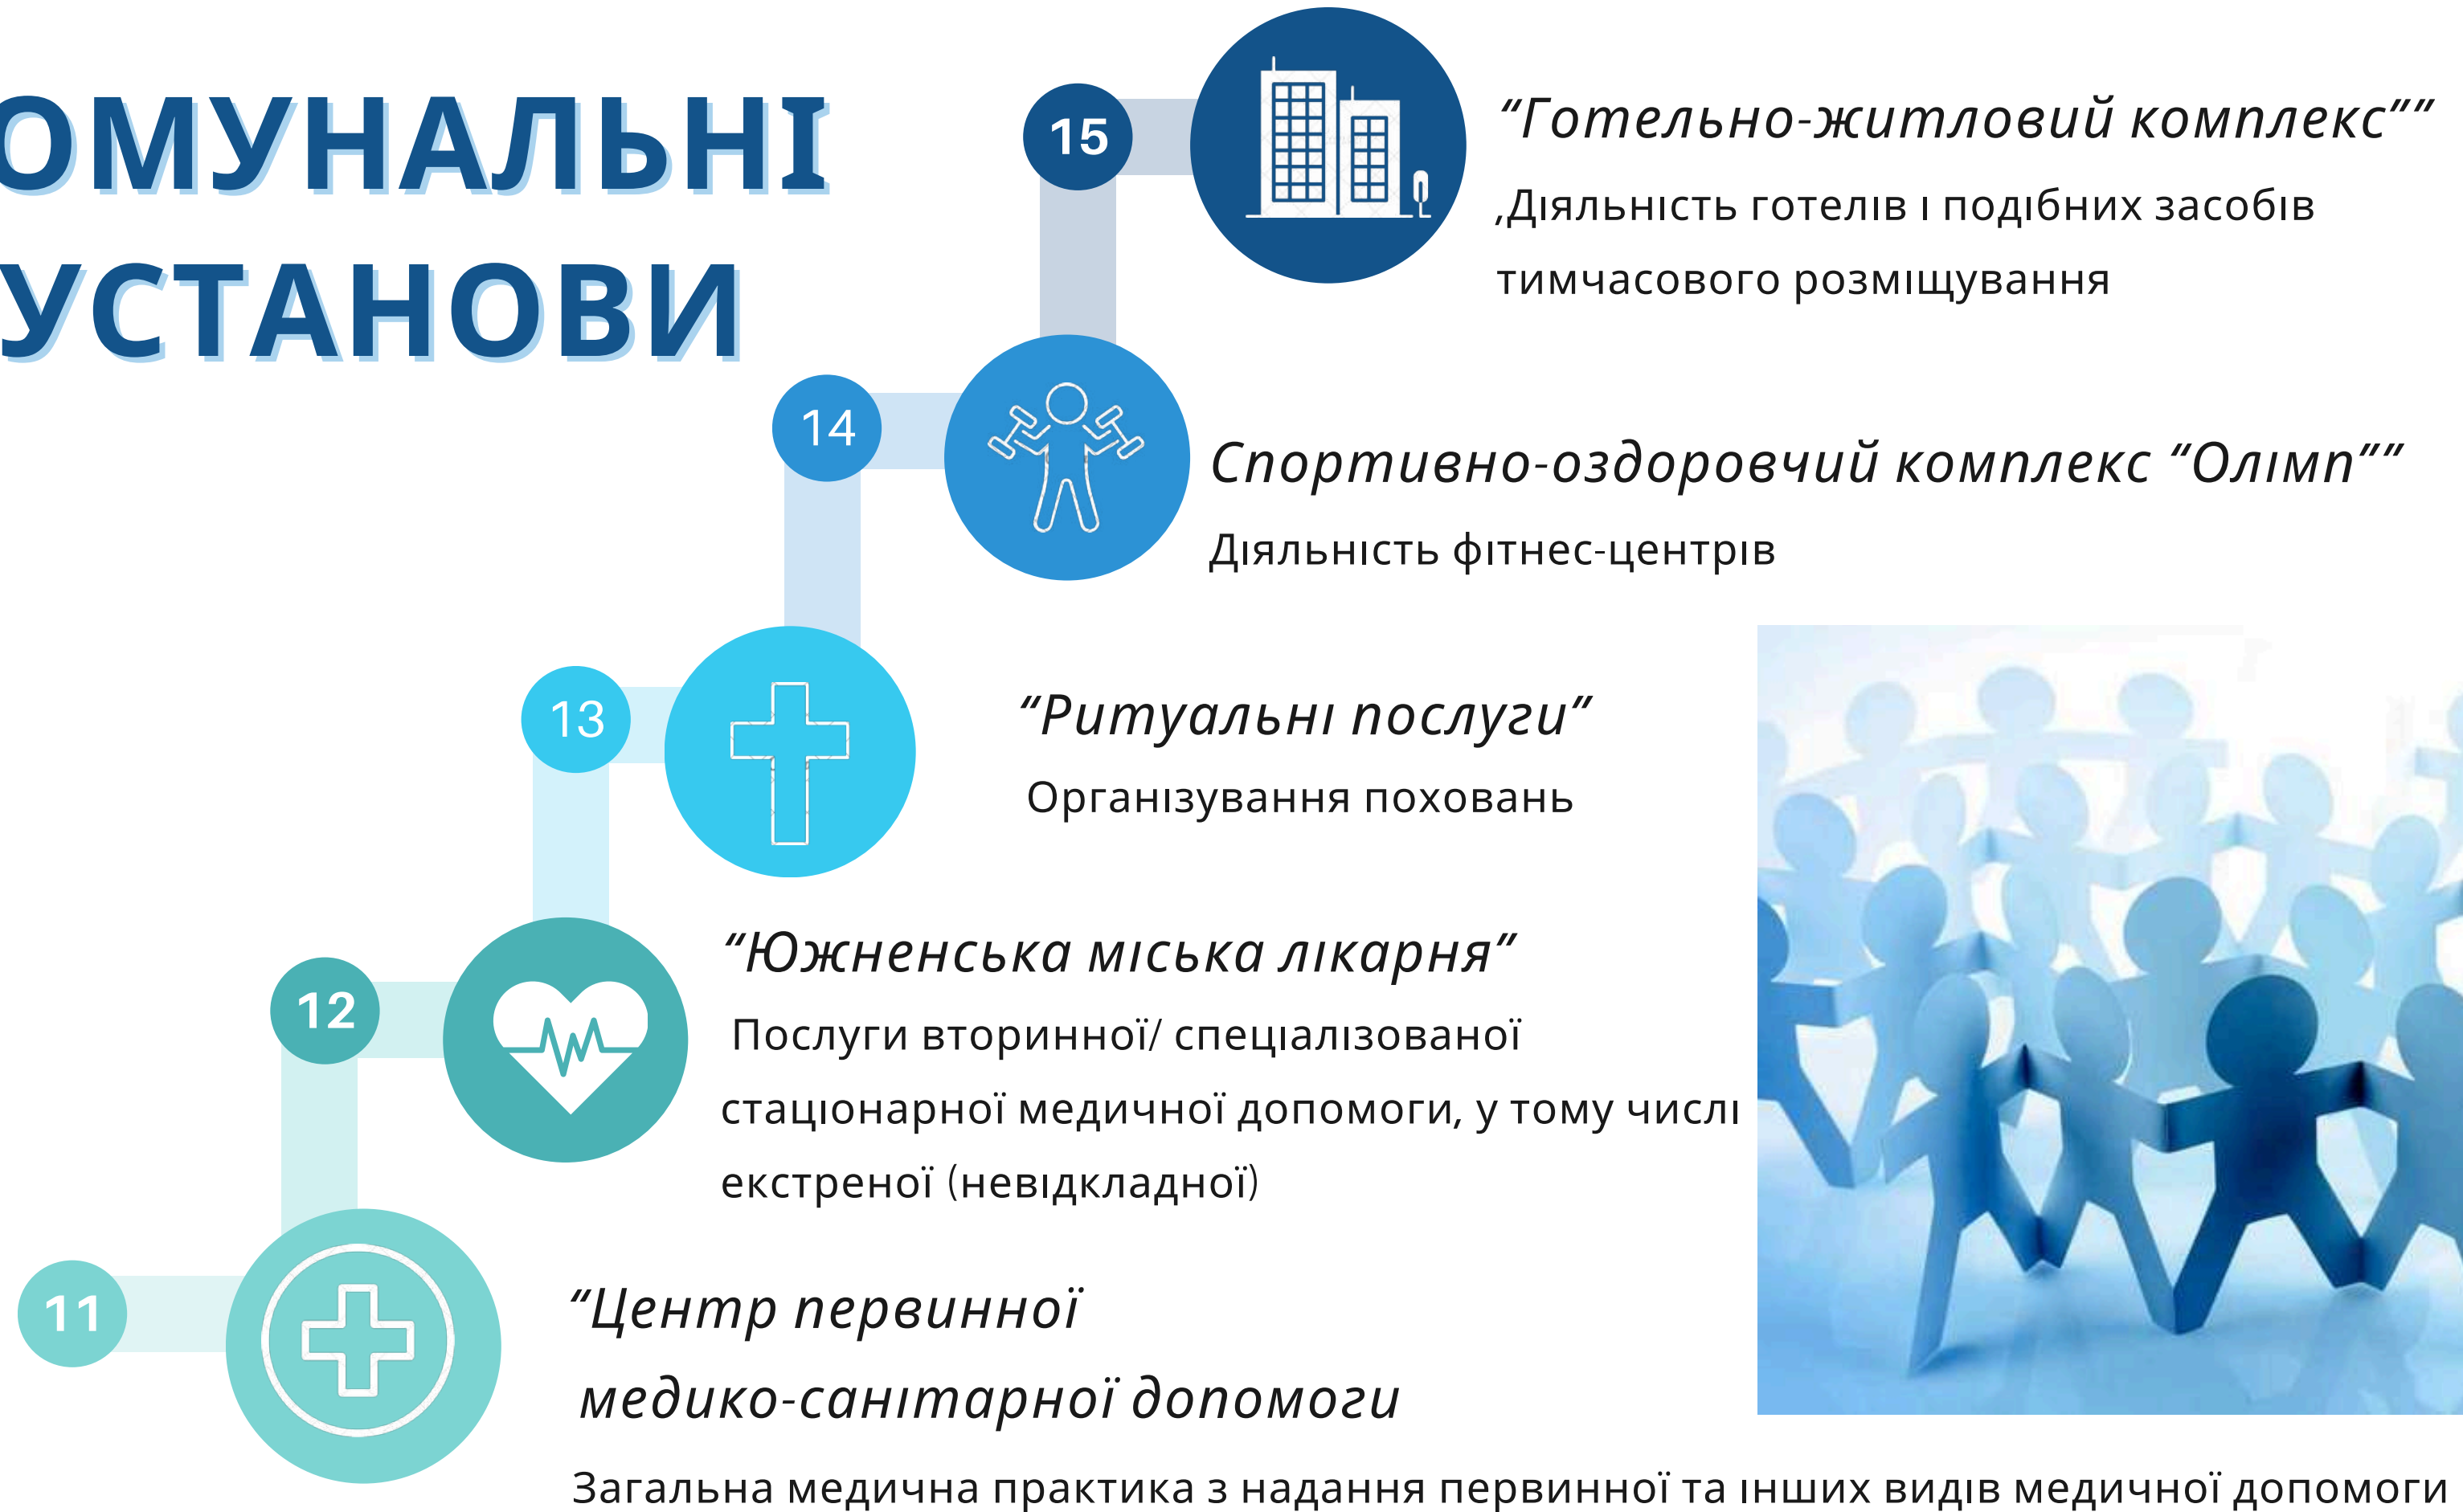 ОМУНАЛЬНІ
УСТАНОВИ
15
“Готельно-житловий комплекс””
,Діяльність готелів і подібних засобів
тимчасового розміщування
14
Спортивно-оздоровчий комплекс “Олімп””
Діяльність фітнес-центрів
13
“Ритуальні послуги”
Організування поховань
12
“Южненська міська лікарня”
Послуги вторинної/ спеціалізованої
стаціонарної медичної допомоги, у тому числі
екстреної (невідкладної)
11
“Центр первинної
медико-санітарної допомоги
Загальна медична практика з надання первинної та інших видів медичної допомоги